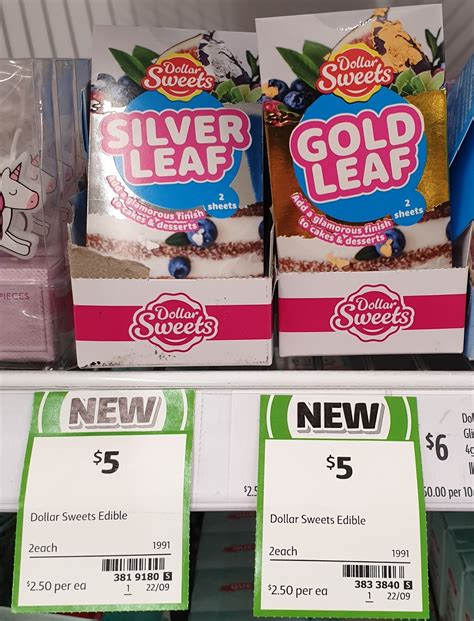 Dollar
Sweets
SILVER
LEAF
2
sheets
Add a glamorous finish
to cakes & desserts
Dollar
Sweets
Dollar
Sweets
GOLD
LEAF
2
sheets
Add a glamorous finish
to cakes & desserts
Dollar
Sweets
PIECES
NEW
$5
Dollar Sweets Edible
2each 1991
381 9180 S
$2.50 per ea 1 22/09
NEW
$5
Dollar Sweets Edible
2each 1991
383 3840 S
$2.50 per ea 1 22/09
$2.5
$6